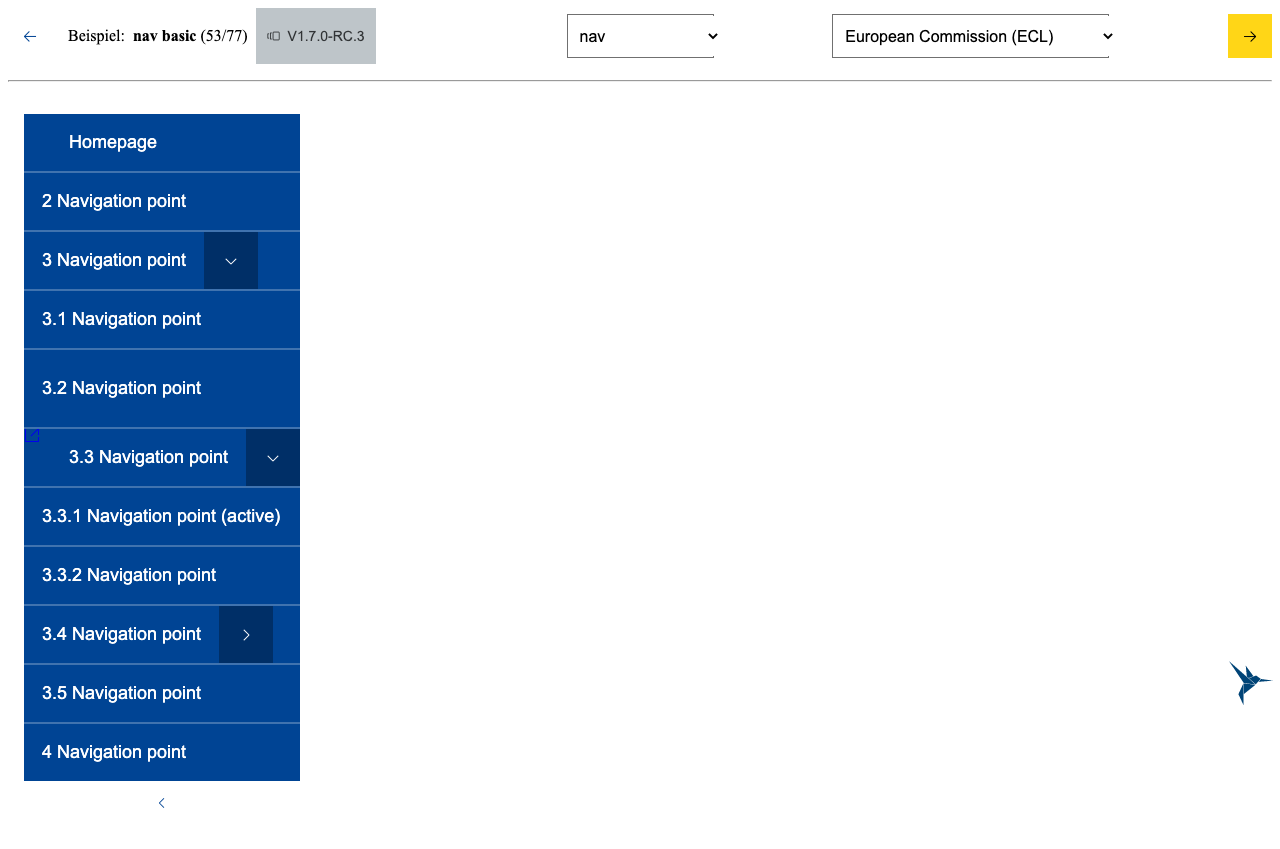 Beispiel: nav basic (53/77) V1.7.0-RC.3 nav European Commission (ECL)
Homepage
2 Navigation point
3 Navigation point
3.1 Navigation point
3.2 Navigation point
3.3 Navigation point
3.3.1 Navigation point (active)
3.3.2 Navigation point
3.4 Navigation point
3.5 Navigation point
4 Navigation point